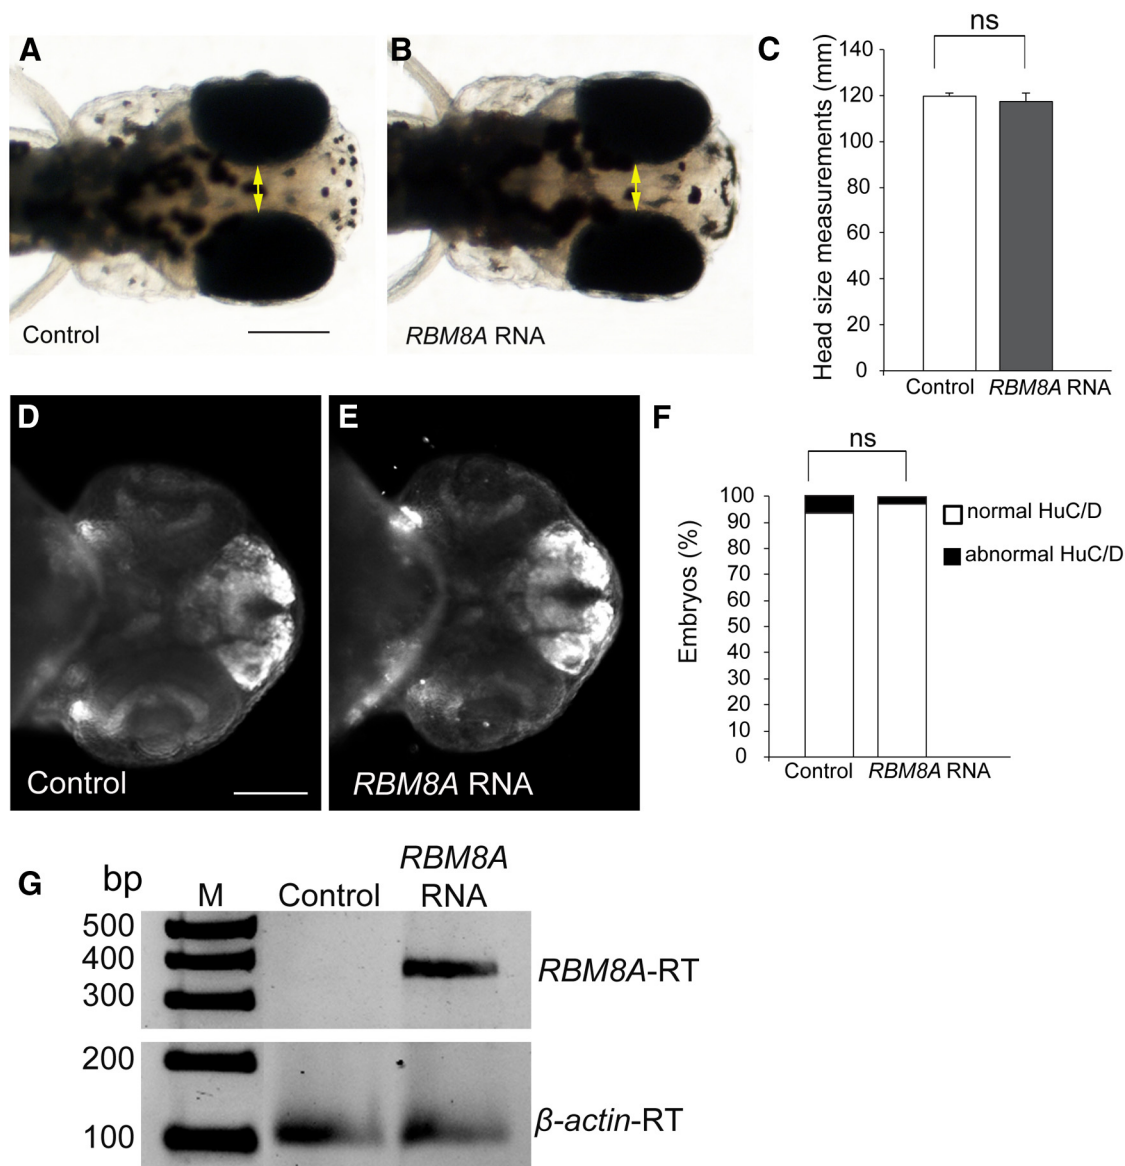 A
Control
B
RBM8A RNA
C
ns
Head size measurements (mm)
140
120
100
80
60
40
20
0
Control RBM8A RNA
D
Control
E
RBM8A RNA
F
ns
Embryos (%)
100
90
80
70
60
50
40
30
20
10
0
Control RBM8A RNA
normal HuC/D
abnormal HuC/D
G
bp
M Control RBM8A
RNA
500
400
300
RBM8A-RT
200
100
β-actin-RT